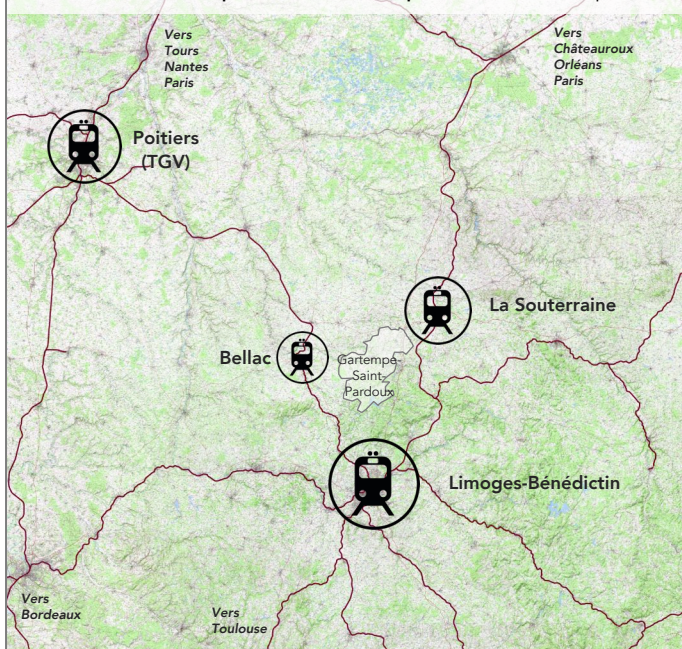 Vers
Tours
Nantes
Paris
Vers
Châteauroux
Orléans
Paris
Poitiers
(TGV)
La Souterraine
Bellac
Gartempe-
Saint-
Pardoux
Limoges-Bénédictin
Vers
Bordeaux
Vers
Toulouse